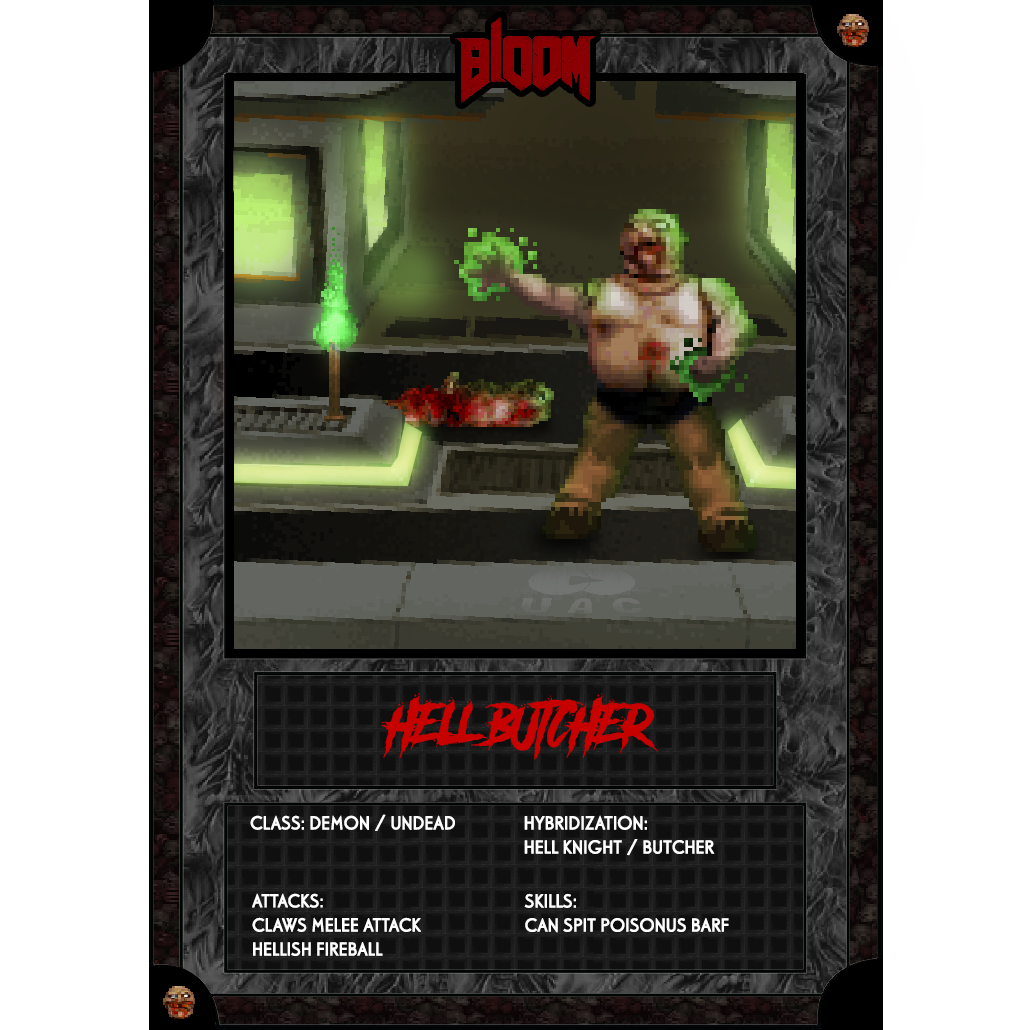 BLOOM
UAC
HELL BUTCHER
CLASS: DEMON / UNDEAD
HYBRIDIZATION:
HELL KNIGHT / BUTCHER
ATTACKS:
CLAWS MELEE ATTACK
HELLISH FIREBALL
SKILLS:
CAN SPIT POISONUS BARF